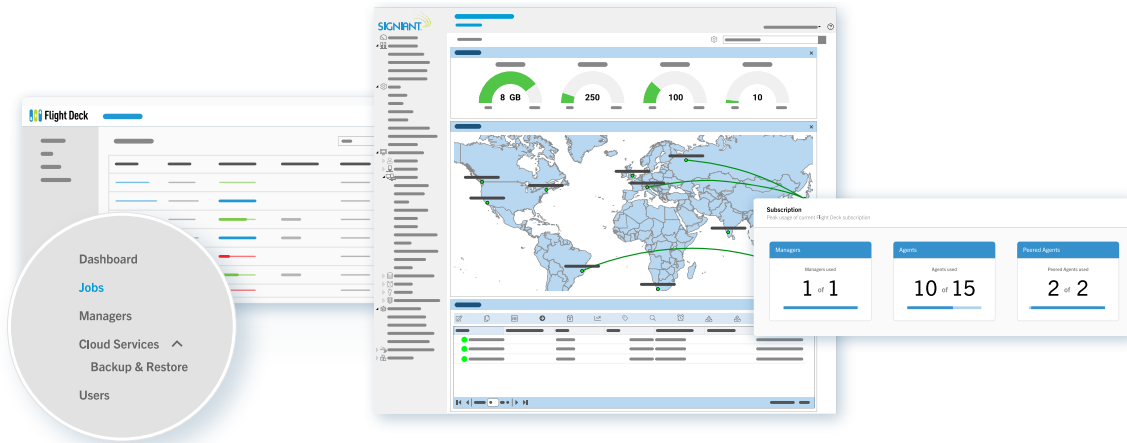 Flight Deck
Dashboard
Jobs
Managers
Cloud Services
Backup & Restore
Users
SIGNIANT
8 GB
250
100
10
Subscription
Peak usage of current Flight Deck subscription
Managers
Managers used
1 of 1
Agents
Agents used
10 of 15
Peered Agents
Peered Agents used
2 of 2